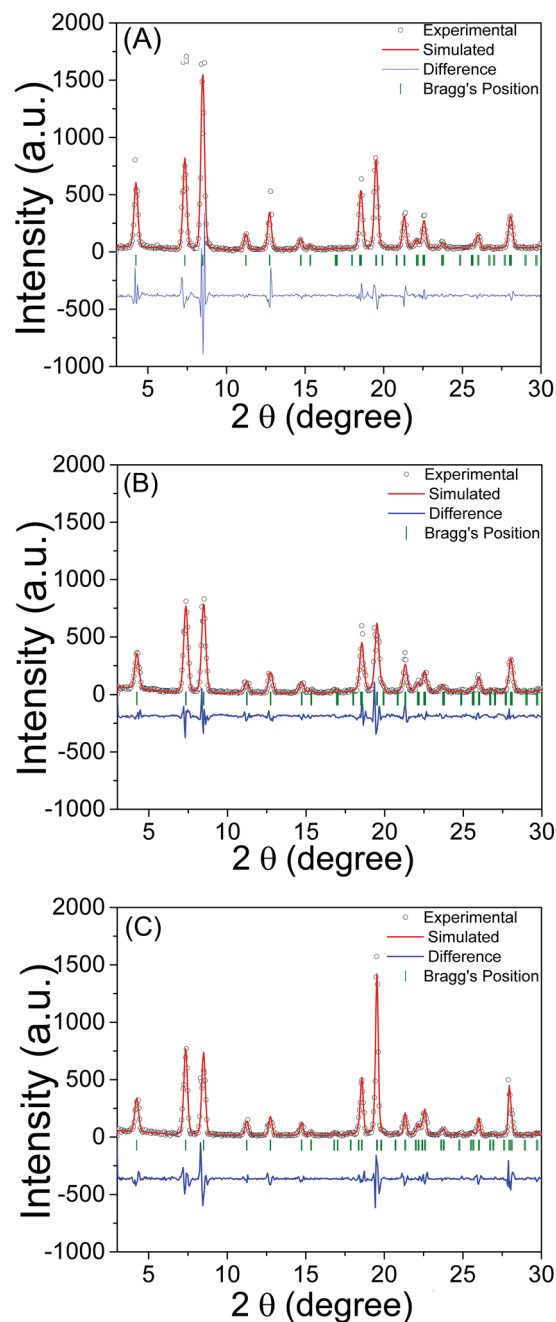 (A)
Experimental
Simulated
Difference
Bragg's Position
2000
1500
1000
500
0
-500
-1000
Intensity (a.u.)
5 10 15 20 25 30
2 θ (degree)
(B)
Experimental
Simulated
Difference
Bragg's Position
2000
1500
1000
500
0
-500
-1000
Intensity (a.u.)
5 10 15 20 25 30
2 θ (degree)
(C)
Experimental
Simulated
Difference
Bragg's Position
2000
1500
1000
500
0
-500
-1000
Intensity (a.u.)
5 10 15 20 25 30
2 θ (degree)